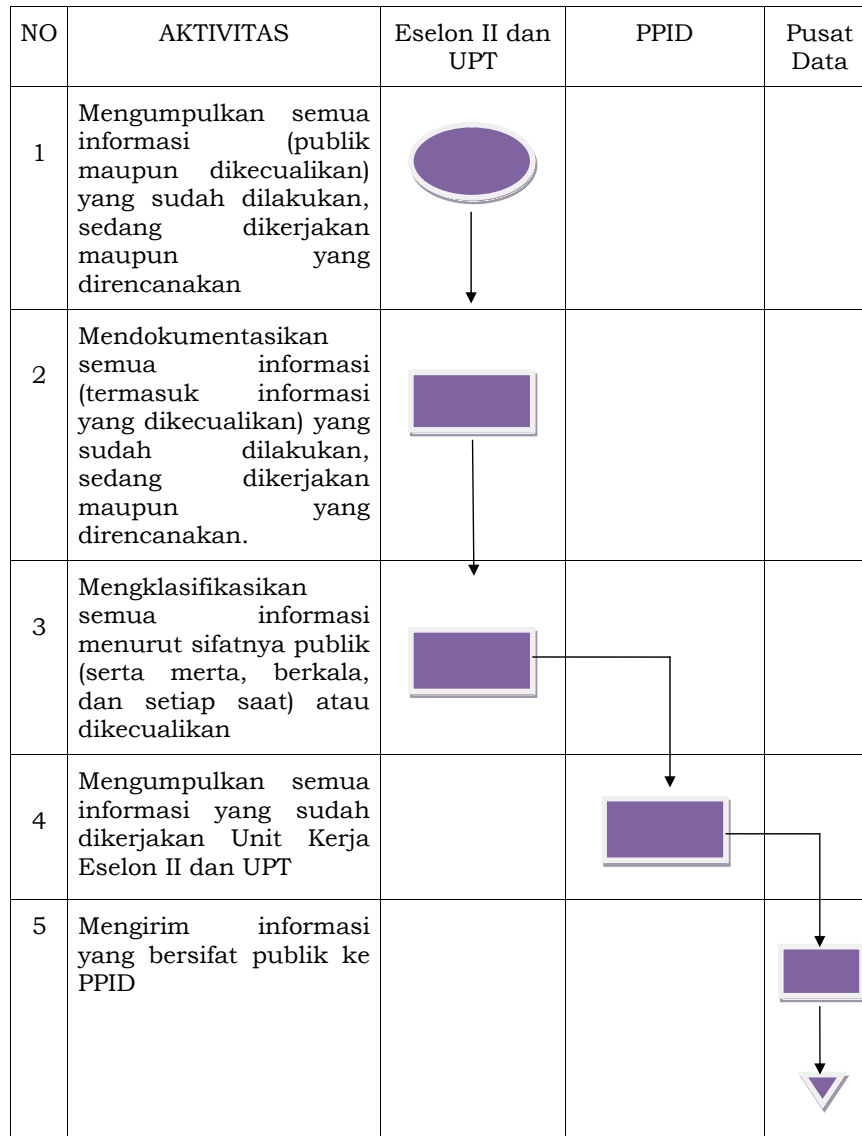 NO AKTIVITAS Eselon II dan UPT PPID Pusat Data
1
Mengumpulkan semua
informasi (publik
maupun dikecualikan)
yang sudah dilakukan,
sedang dikerjakan
maupun yang
direncanakan
2
Mendokumentasikan
semua informasi
(termasuk informasi
yang dikecualikan) yang
sudah dilakukan,
sedang dikerjakan
maupun yang
direncanakan.
3
Mengklasifikasikan
semua informasi
menurut sifatnya publik
(serta merta, berkala,
dan setiap saat) atau
dikecualikan
4
Mengumpulkan semua
informasi yang sudah
dikerjakan Unit Kerja
Eselon II dan UPT
5
Mengirim informasi
yang bersifat publik ke
PPID